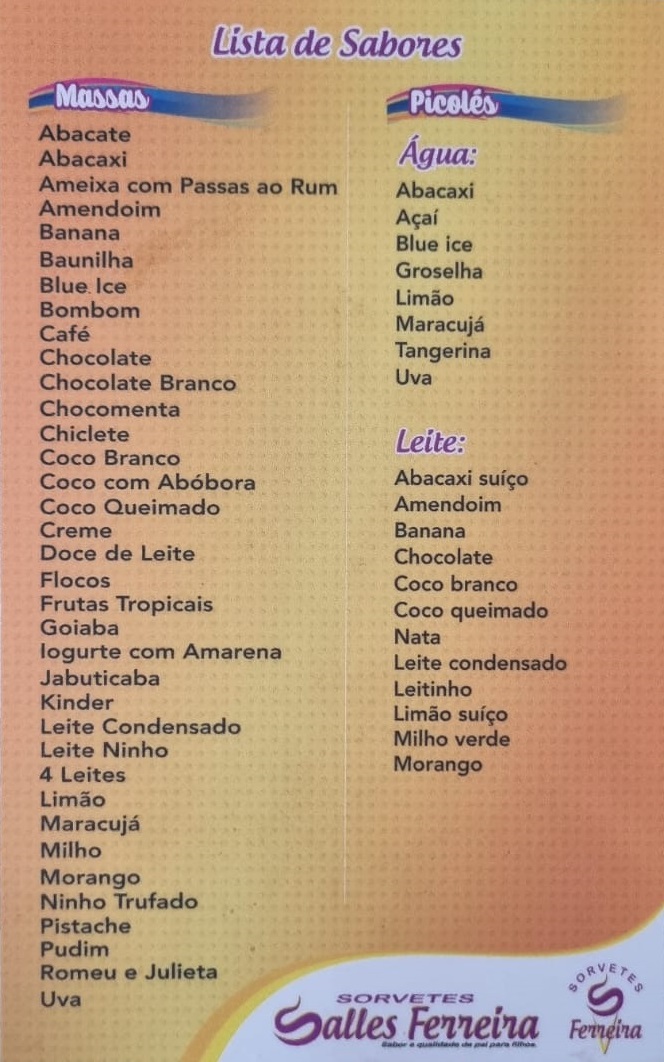 Lista de Sabores
Massas
Abacate
Abacaxi
Ameixa com Passas ao Rum
Amendoim
Banana
Baunilha
Blue Ice
Bombom
Café
Chocolate
Chocolate Branco
Chocomenta
Chiclete
Coco Branco
Coco com Abóbora
Coco Queimado
Creme
Doce de Leite
Flocos
Frutas Tropicais
Goiaba
Iogurte com Amarena
Jabuticaba
Kinder
Leite Condensado
Leite Ninho
4 Leites
Limão
Maracujá
Milho
Morango
Ninho Trufado
Pistache
Pudim
Romeu e Julieta
Uva
Picolés
Água:
Abacaxi
Açaí
Blue ice
Groselha
Limão
Maracujá
Tangerina
Uva
Leite:
Abacaxi suíço
Amendoim
Banana
Chocolate
Coco branco
Coco queimado
Nata
Leite condensado
Leitinho
Limão suíço
Milho verde
Morango
SORVETES
Salles Ferreira
Sabor e qualidade de pai para filhos.
SORVETES
S
Ferreira